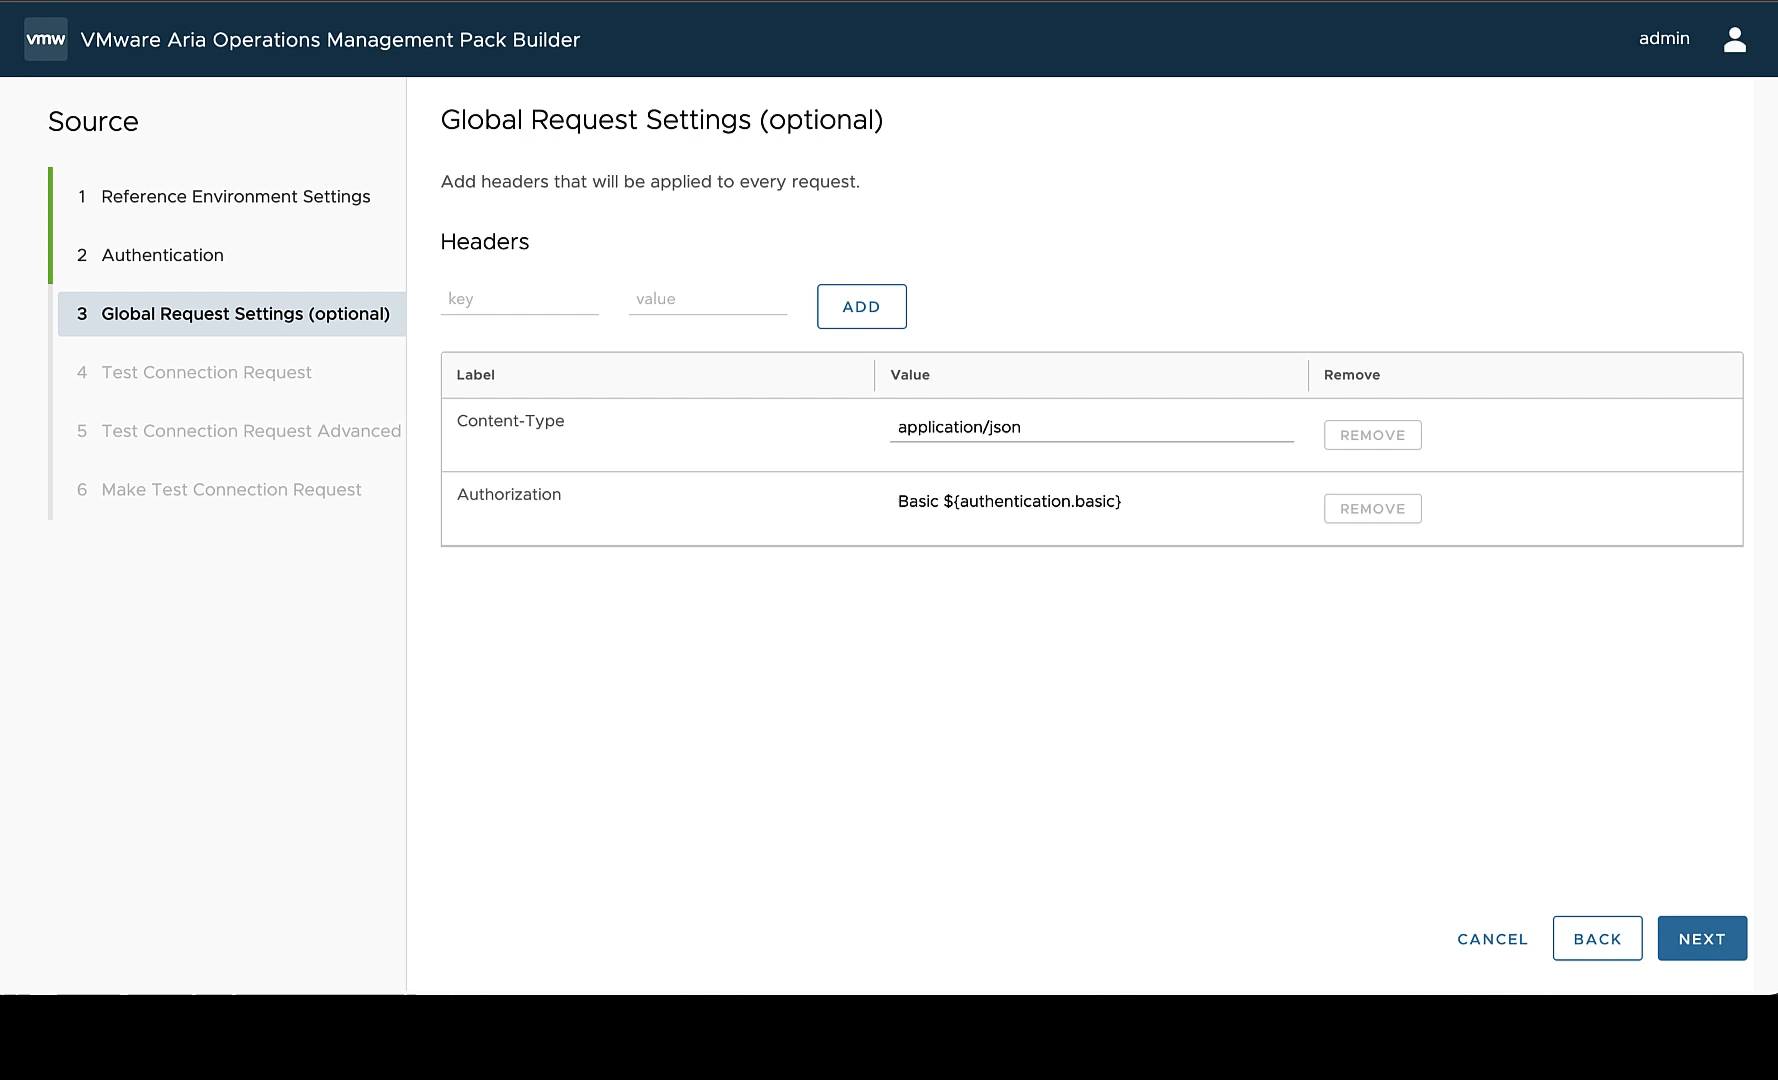 vmw VMware Aria Operations Management Pack Builder
admin
Source
1 Reference Environment Settings
2 Authentication
3 Global Request Settings (optional)
4 Test Connection Request
5 Test Connection Request Advanced
6 Make Test Connection Request
Global Request Settings (optional)
Add headers that will be applied to every request.
Headers
key value ADD
Label Value Remove
Content-Type application/json REMOVE
Authorization Basic ${authentication.basic} REMOVE
CANCEL BACK NEXT